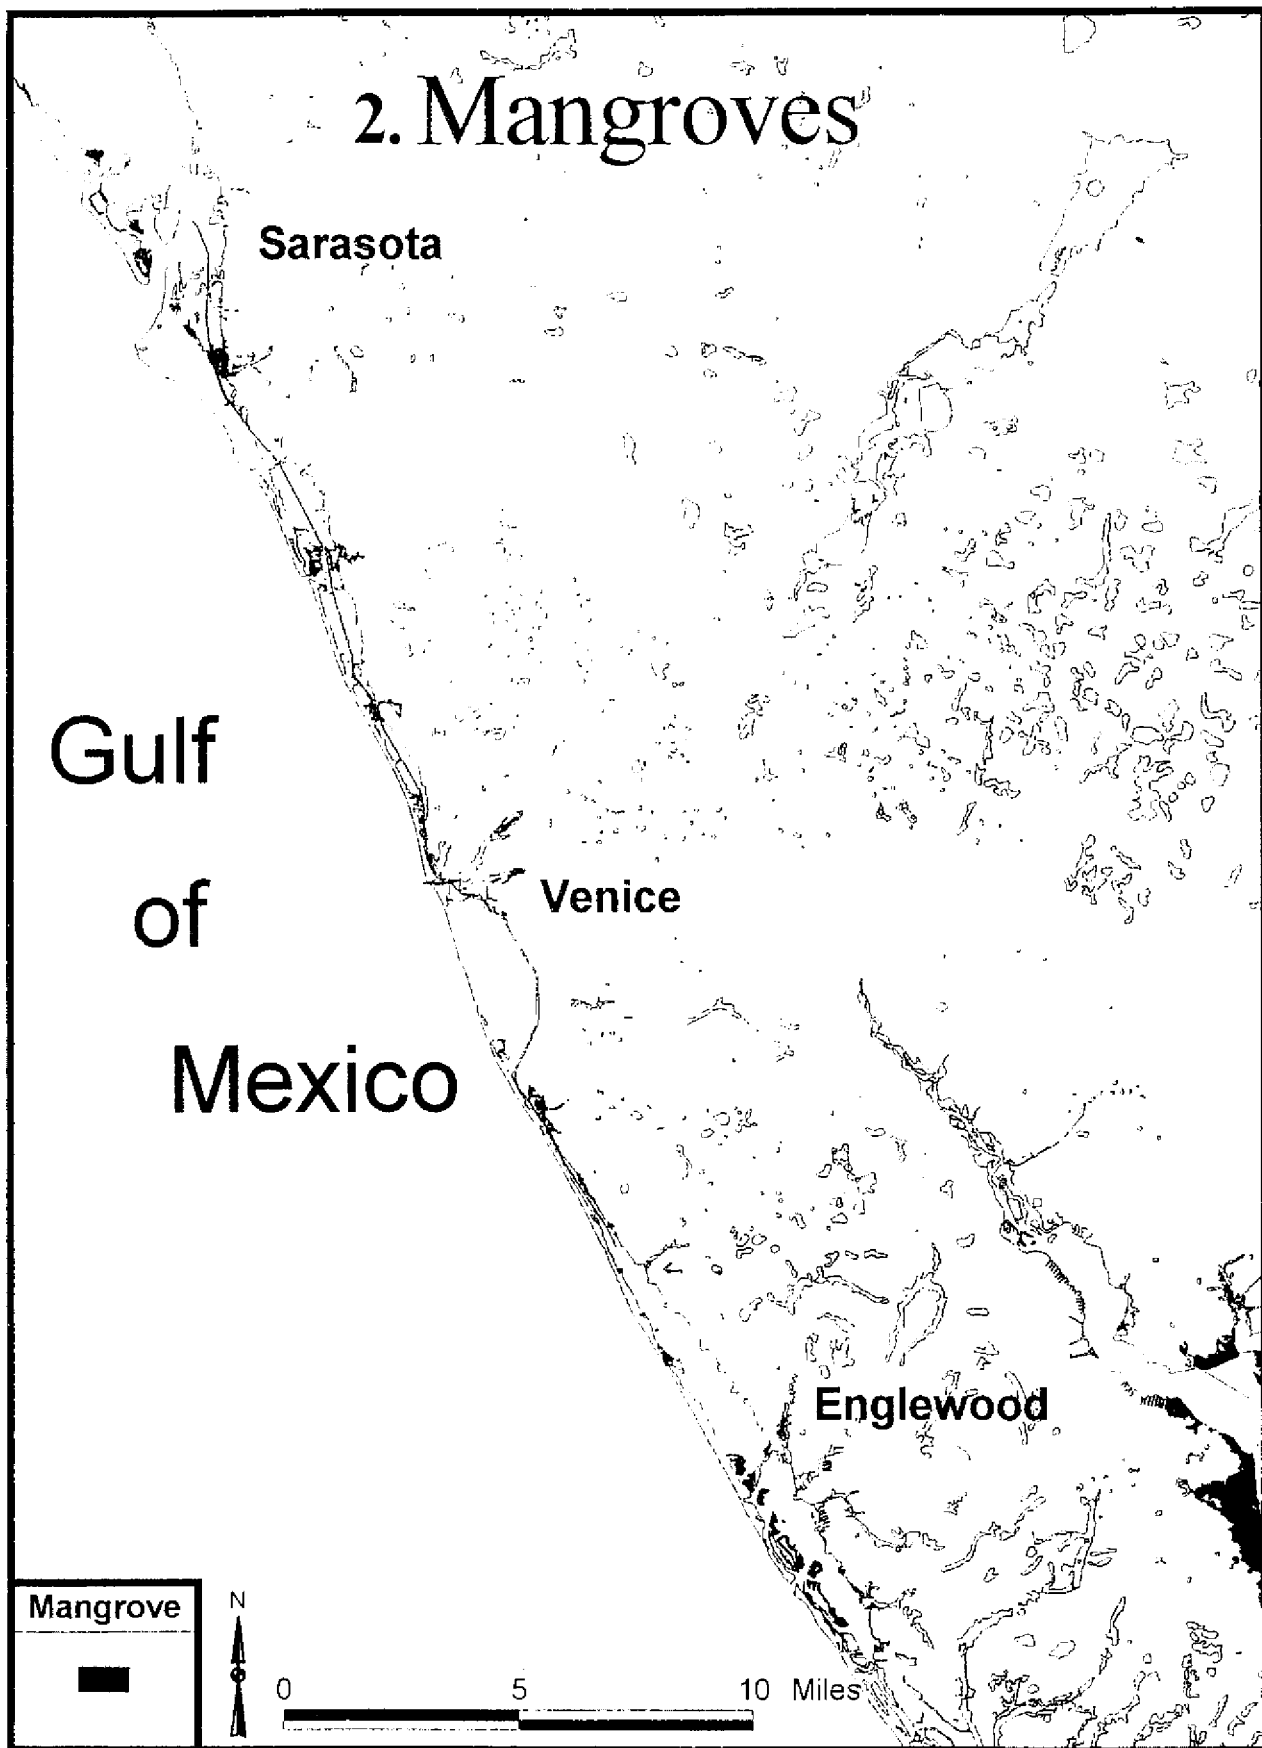 2. Mangroves
Sarasota
Gulf
of
Mexico
Venice
Englewood
Mangrove
N
0 5 10 Miles